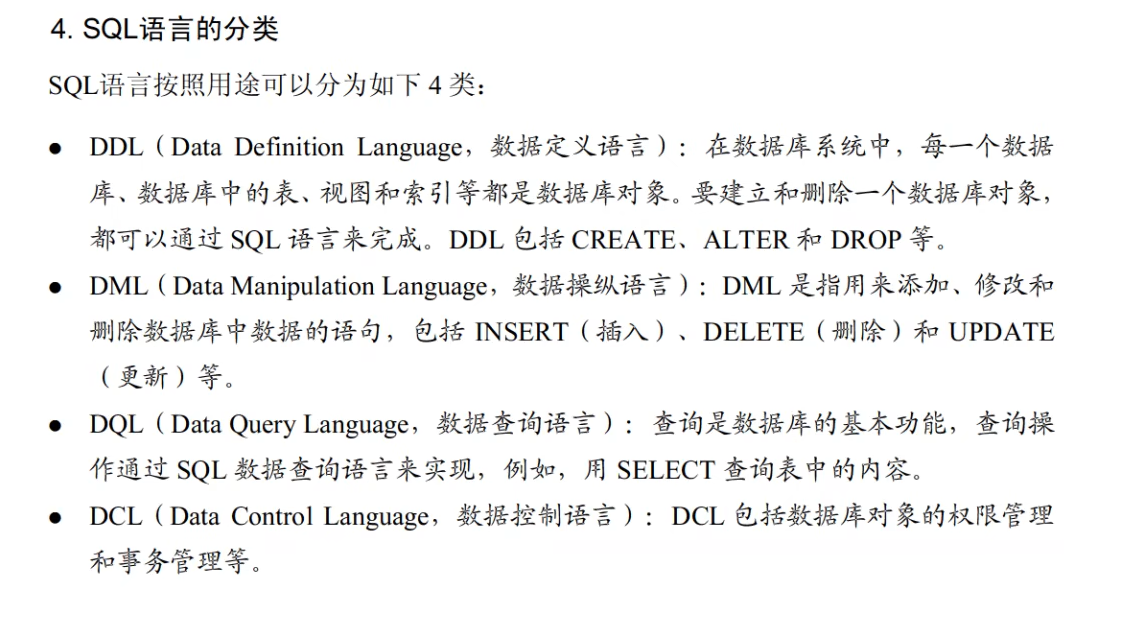 4. SQL语言的分类
SQL语言按照用途可以分为如下 4 类：
● DDL（Data Definition Language，数据定义语言）：在数据库系统中，每一个数据
库、数据库中的表、视图和索引等都是数据库对象。要建立和删除一个数据库对象，
都可以通过 SQL 语言来完成。DDL 包括 CREATE、ALTER 和 DROP 等。
● DML（Data Manipulation Language，数据操纵语言）：DML 是指用来添加、修改和
删除数据库中数据的语句，包括 INSERT（插入）、DELETE（删除）和 UPDATE
（更新）等。
● DQL（Data Query Language，数据查询语言）：查询是数据库的基本功能，查询操
作通过 SQL 数据查询语言来实现，例如，用 SELECT 查询表中的内容。
● DCL（Data Control Language，数据控制语言）：DCL 包括数据库对象的权限管理
和事务管理等。